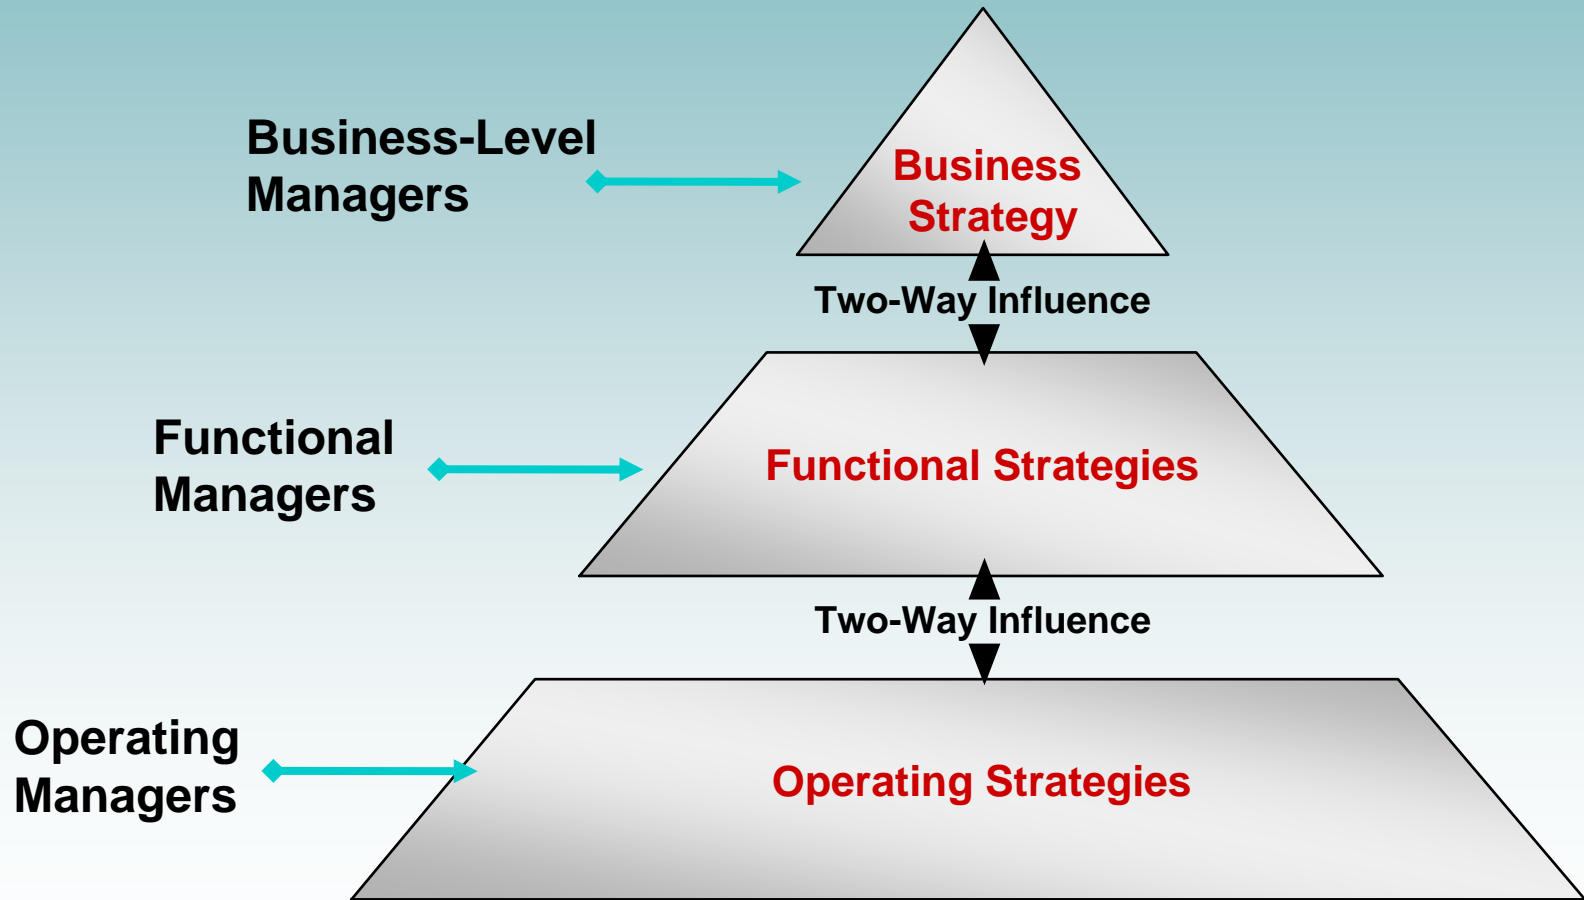 Business-Level
Managers
Business
Strategy
Two-Way Influence
Functional
Managers
Functional Strategies
Two-Way Influence
Operating
Managers
Operating Strategies